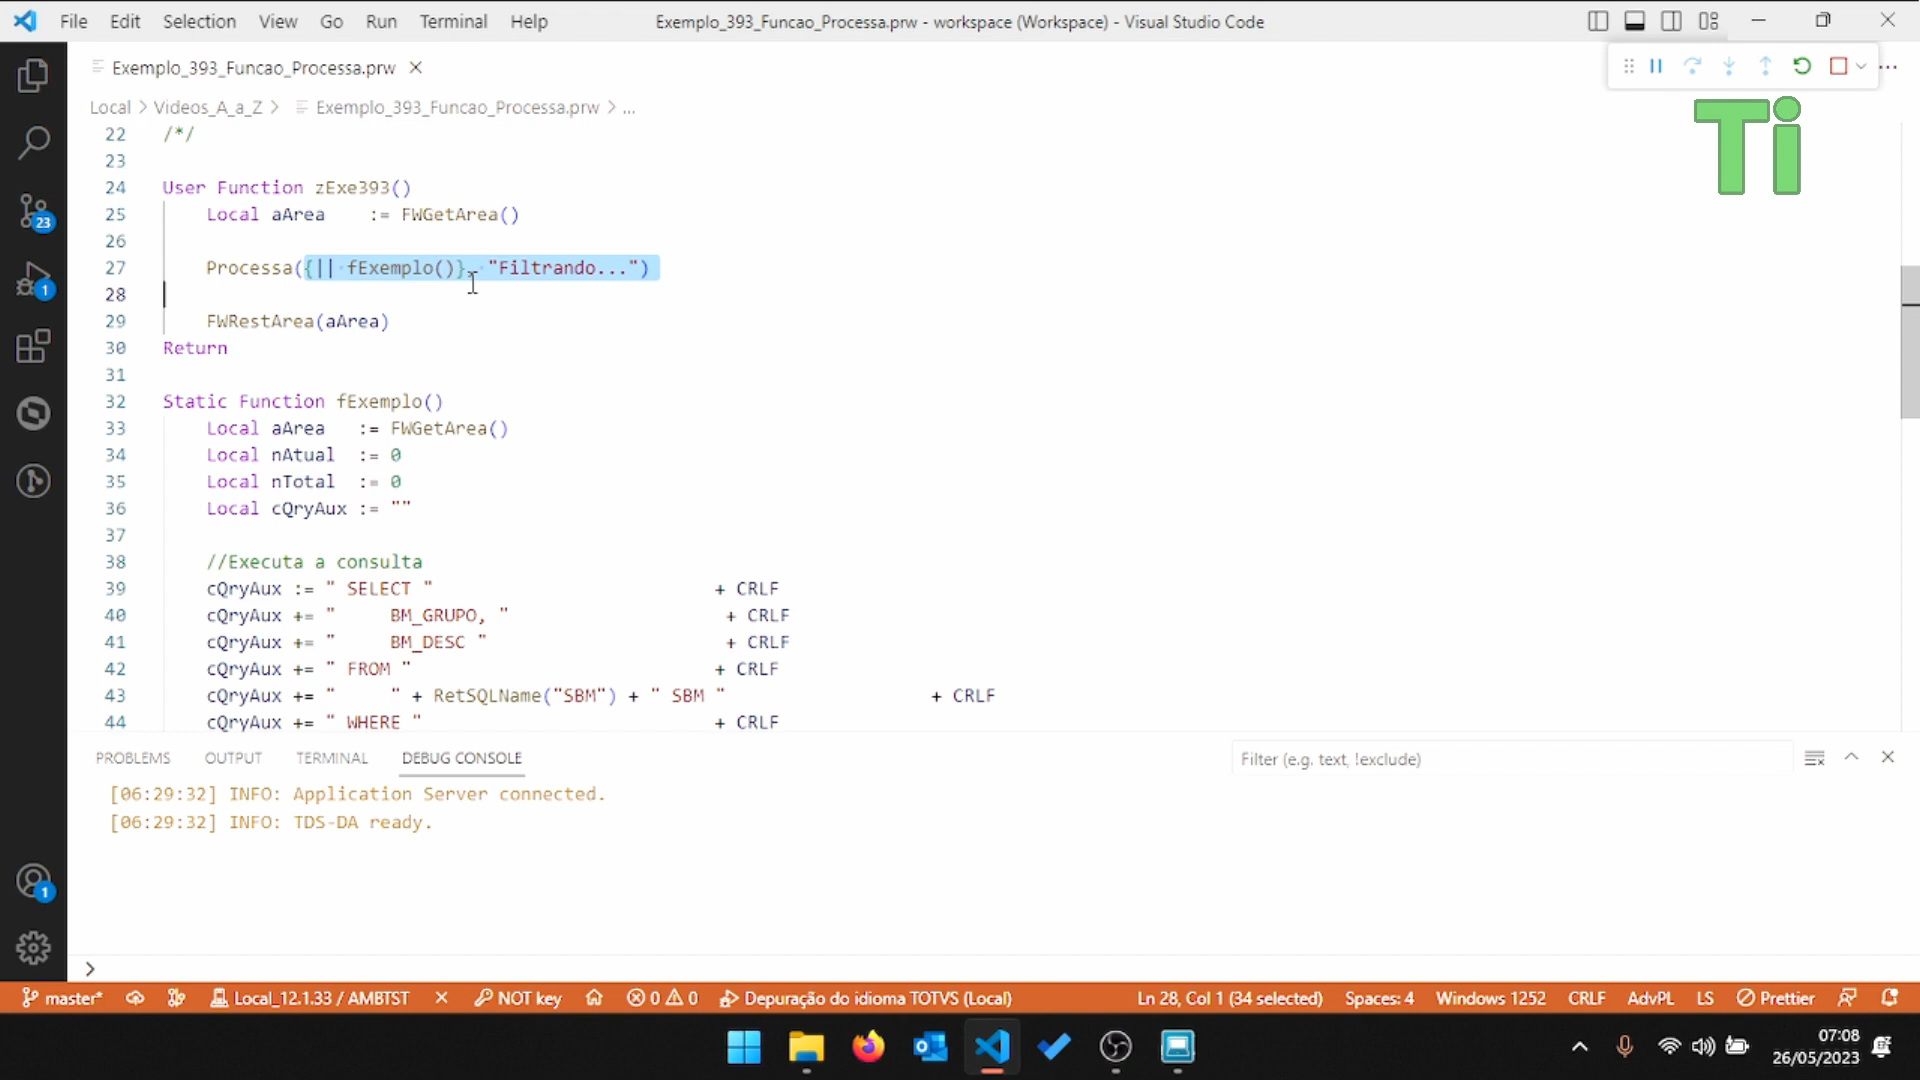 File Edit Selection View Go Run Terminal Help Exemplo_393_Funcao_Processa.prw - workspace (Workspace) - Visual Studio Code
Exemplo_393_Funcao_Processa.prw
Ti
Local > Videos_A_a_Z > Exemplo_393_Funcao_Processa.prw > ...
22 /*/
23
24 User Function zExe393()
25 Local aArea := FWGetArea()
26
27 Processa({|| fExemplo()}, "Filtrando...")
28
29 FWRestArea(aArea)
30 Return
31
32 Static Function fExemplo()
33 Local aArea := FWGetArea()
34 Local nAtual := 0
35 Local nTotal := 0
36 Local cQryAux := ""
37
38 //Executa a consulta
39 cQryAux := " SELECT " + CRLF
40 cQryAux += " BM_GRUPO, " + CRLF
41 cQryAux += " BM_DESC " + CRLF
42 cQryAux += " FROM " + CRLF
43 cQryAux += " " + RetSQLName("SBM") + " SBM " + CRLF
44 cQryAux += " WHERE " + CRLF
23
1
PROBLEMS OUTPUT TERMINAL DEBUG CONSOLE Filter (e.g. text, !exclude)
[06:29:32] INFO: Application Server connected.
[06:29:32] INFO: TDS-DA ready.
1
master* Local_12.1.33 / AMBTST NOT key 0 0 Depuração do idioma TOTVS (Local) Ln 28, Col 1 (34 selected) Spaces: 4 Windows 1252 CRLF AdvPL LS Prettier
07:08
26/05/2023